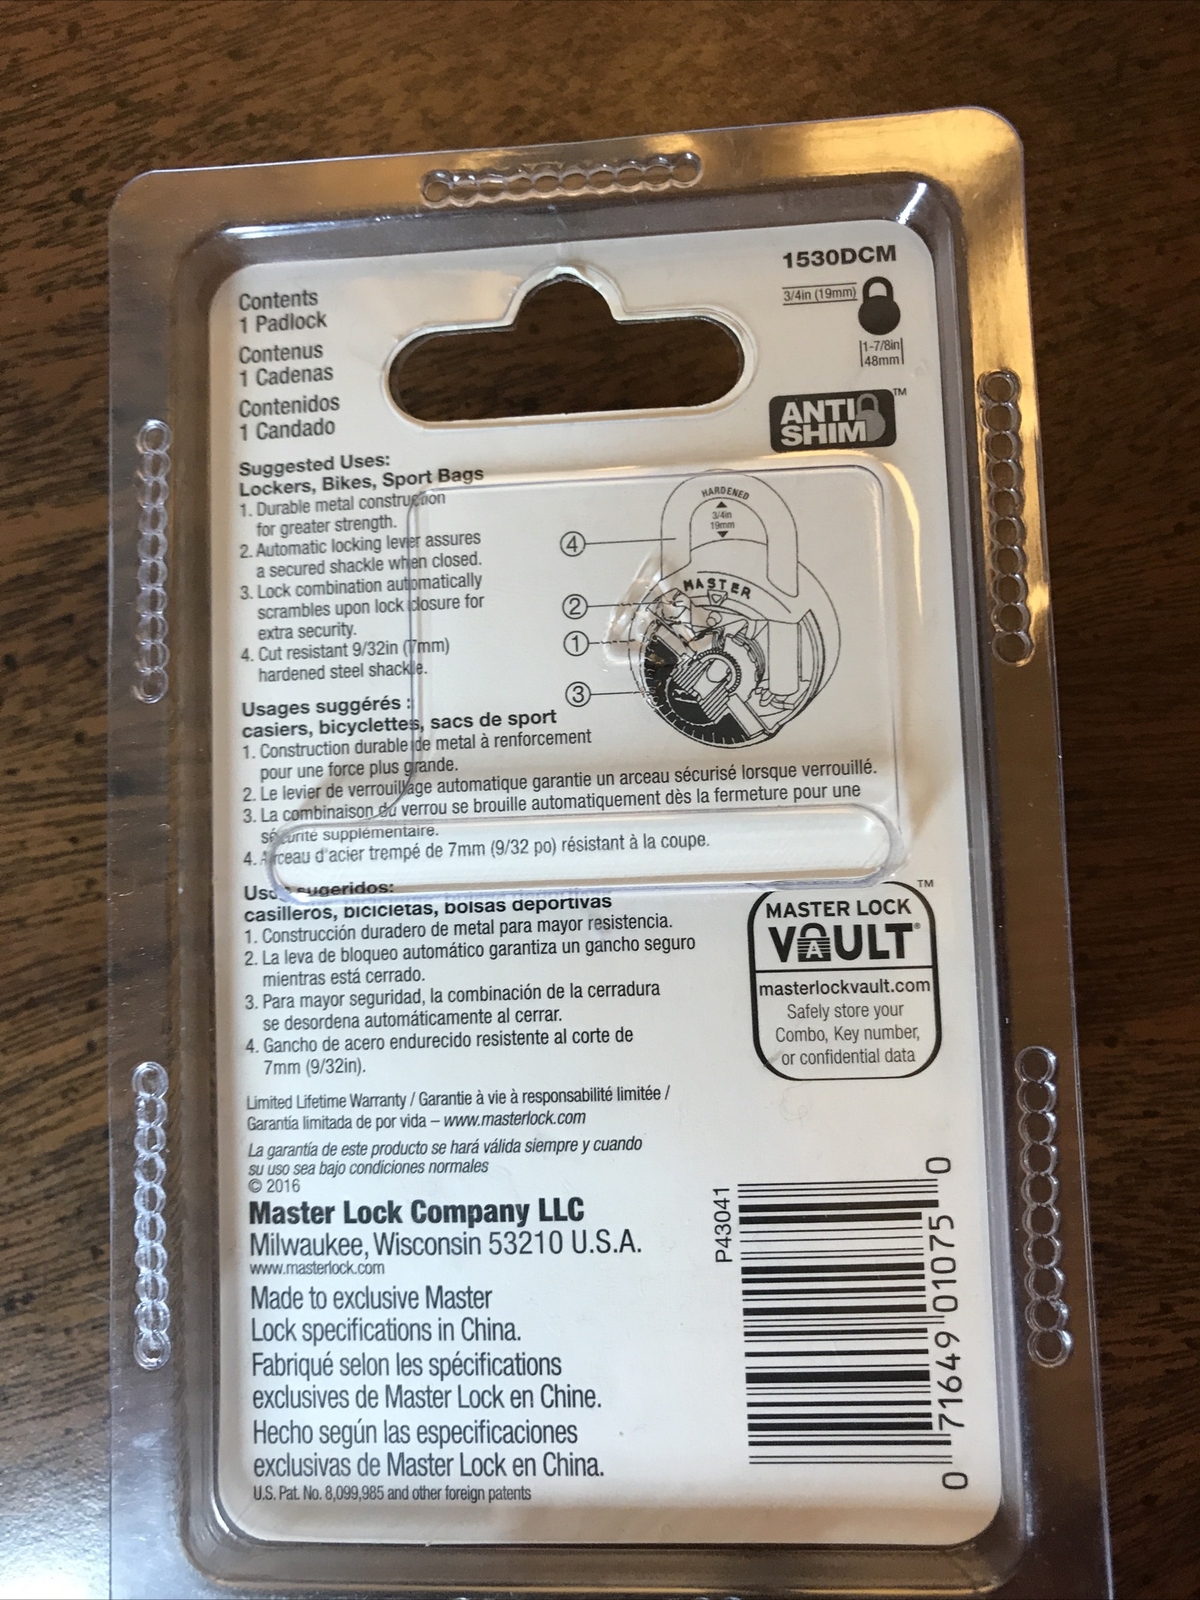 1530DCM
3/4in (19mm)
1-7/8in
48mm
ANTI
SHIM™
Contents
1 Padlock
Contenus
1 Cadenas
Contenidos
1 Candado
Suggested Uses:
Lockers, Bikes, Sport Bags
1. Durable metal construction
for greater strength.
2. Automatic locking lever assures
a secured shackle when closed.
3. Lock combination automatically
scrambles upon lock closure for
extra security.
4. Cut resistant 9/32in (7mm)
hardened steel shackle.
HARDENED
3/4in
19mm
MASTER
4
2
1
3
Usages suggérés :
casiers, bicyclettes, sacs de sport
1. Construction durable de metal à renforcement
pour une force plus grande.
2. Le levier de verrouillage automatique garantie un arceau sécurisé lorsque verrouillé.
3. La combinaison du verrou se brouille automatiquement dès la fermeture pour une
sécurité supplémentaire.
4. Arceau d'acier trempé de 7mm (9/32 po) résistant à la coupe.
Usos sugeridos:
casilleros, bicicletas, bolsas deportivas
1. Construcción duradero de metal para mayor resistencia.
2. La leva de bloqueo automático garantiza un gancho seguro
mientras está cerrado.
3. Para mayor seguridad, la combinación de la cerradura
se desordena automáticamente al cerrar.
4. Gancho de acero endurecido resistente al corte de
7mm (9/32in).
MASTER LOCK™
VAULT®
masterlockvault.com
Safely store your
Combo, Key number,
or confidential data
Limited Lifetime Warranty / Garantie à vie à responsabilité limitée /
Garantía limitada de por vida – www.masterlock.com
La garantía de este producto se hará válida siempre y cuando
su uso sea bajo condiciones normales
© 2016
Master Lock Company LLC
Milwaukee, Wisconsin 53210 U.S.A.
www.masterlock.com
Made to exclusive Master
Lock specifications in China.
Fabriqué selon les spécifications
exclusives de Master Lock en Chine.
Hecho según las especificaciones
exclusivas de Master Lock en China.
U.S. Pat. No. 8,099,985 and other foreign patents
P43041
0 71649 01075 0